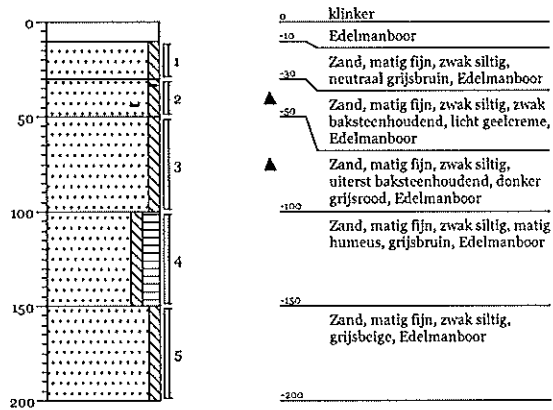 0
50
100
150
200
1
2
3
4
5
0 klinker
-10 Edelmanboor
Zand, matig fijn, zwak siltig,
-30 neutraal grijsbruin, Edelmanboor
Zand, matig fijn, zwak siltig, zwak
-50 baksteenhoudend, licht geelcreme,
Edelmanboor
Zand, matig fijn, zwak siltig,
uiterst baksteenhoudend, donker
grijsrood, Edelmanboor
-100
Zand, matig fijn, zwak siltig, matig
humeus, grijsbruin, Edelmanboor
-150
Zand, matig fijn, zwak siltig,
grijsbeige, Edelmanboor
-200